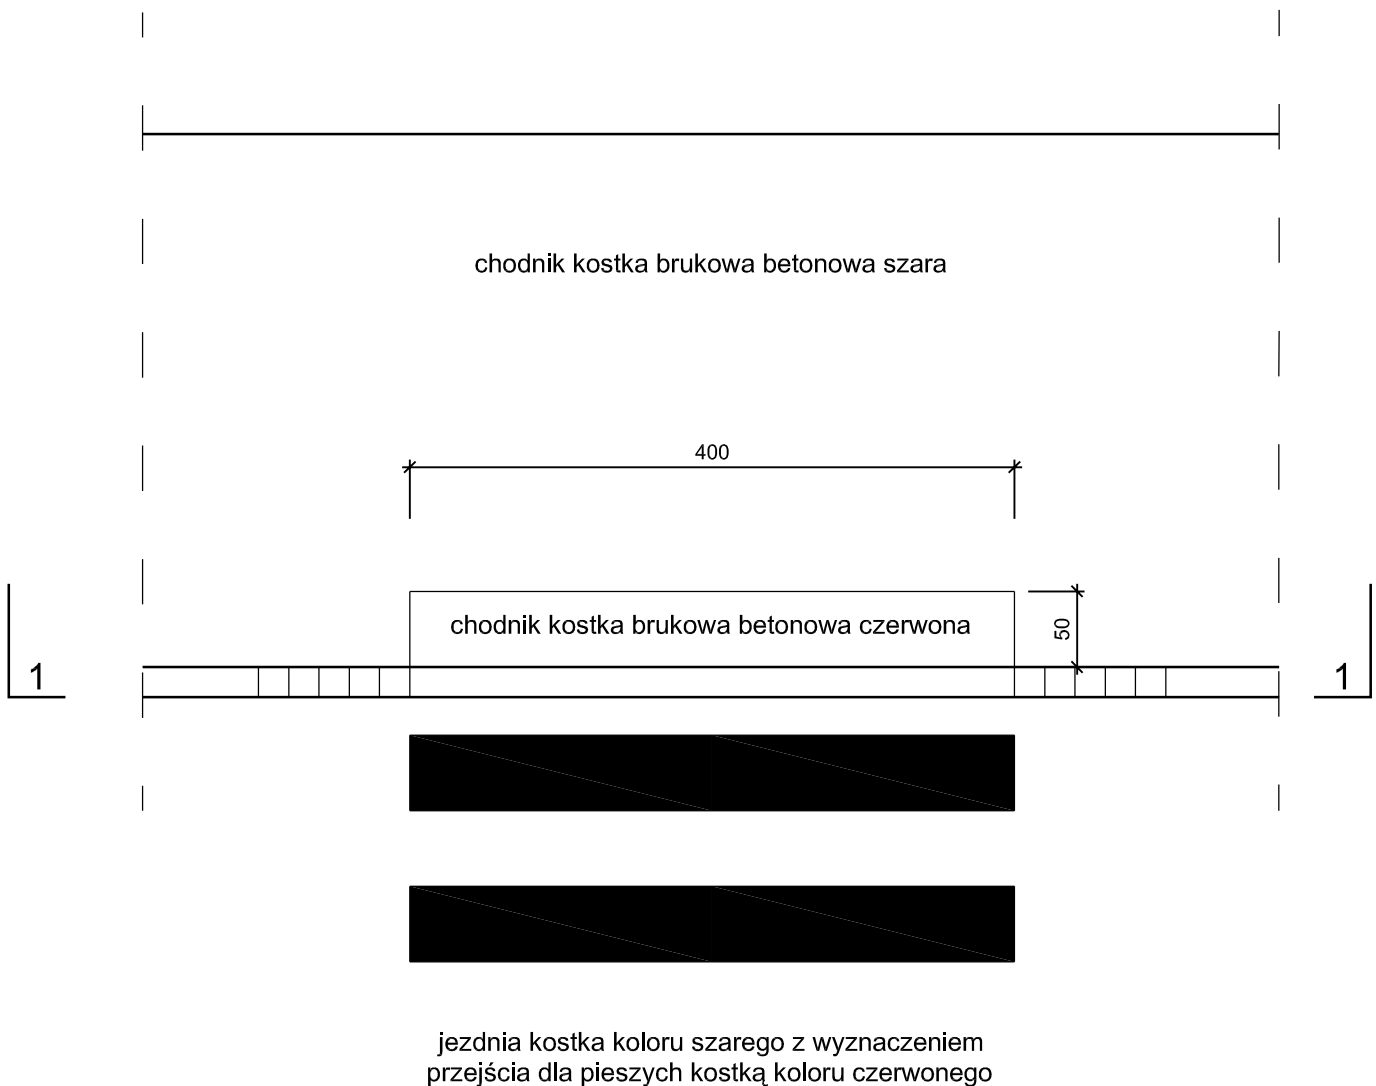 chodnik kostka brukowa betonowa szara
400
chodnik kostka brukowa betonowa czerwona
50
1
1
jezdnia kostka koloru szarego z wyznaczeniem
przejścia dla pieszych kostką koloru czerwonego